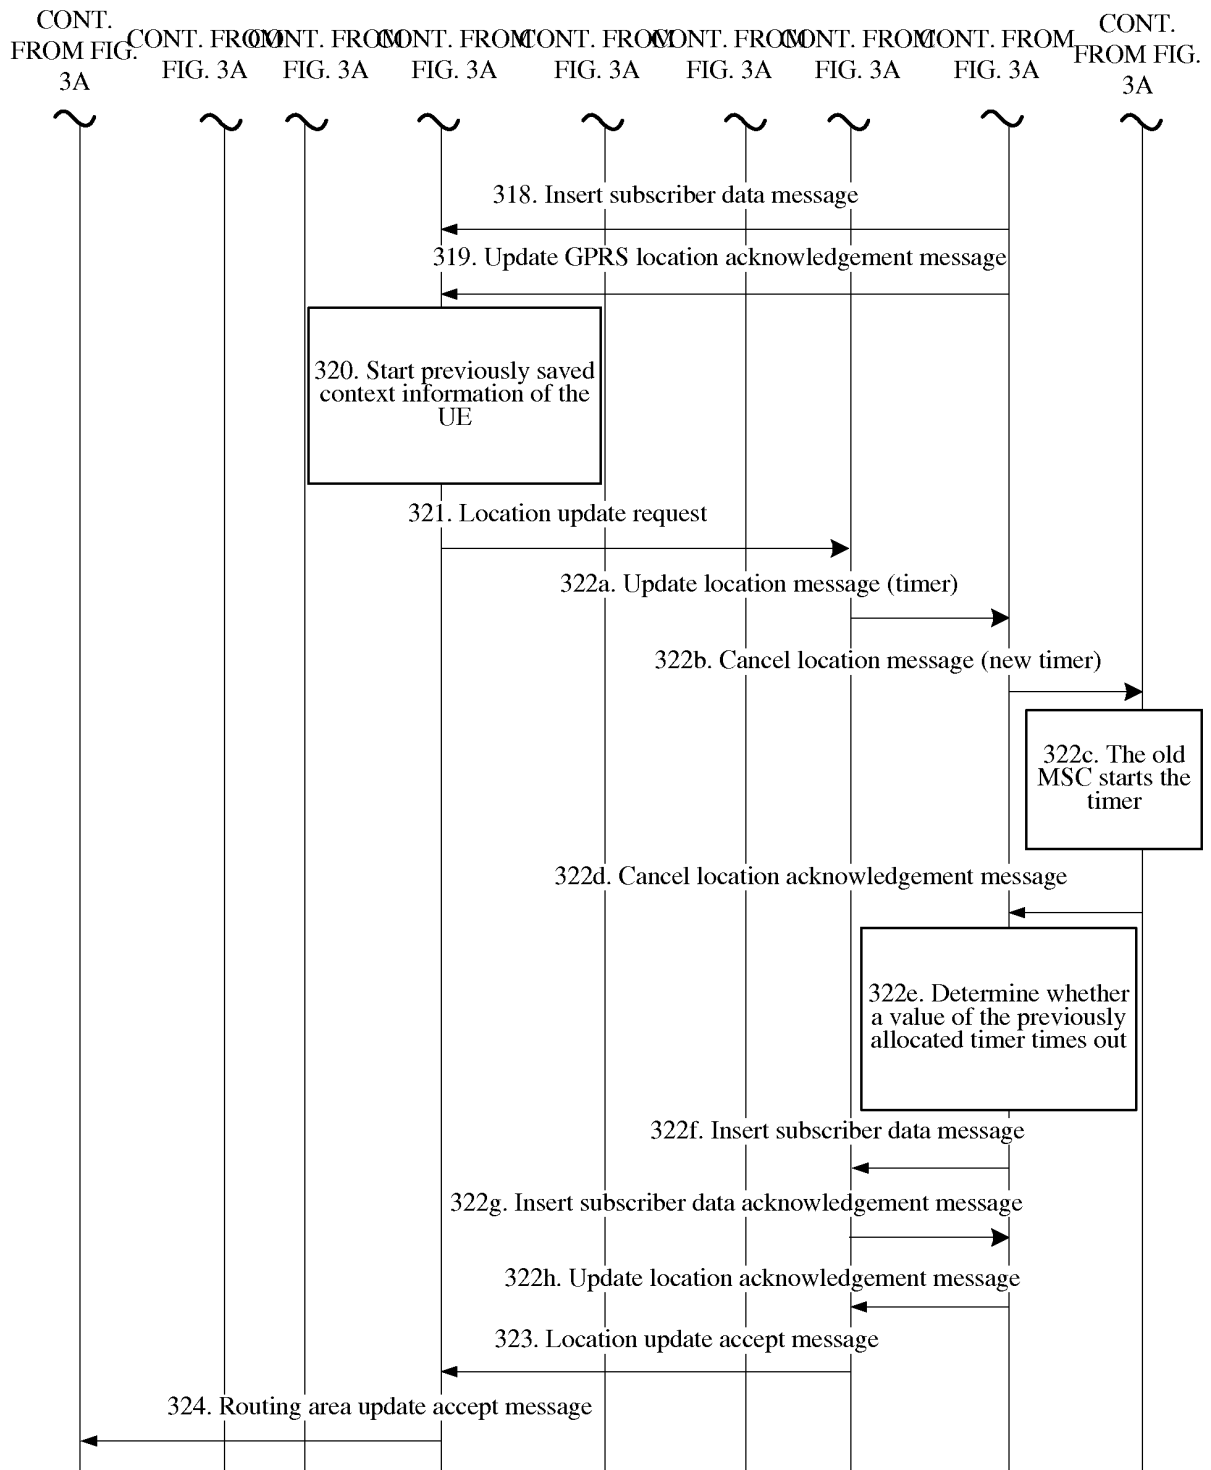 CONT.
FROM FIG.
3A
CONT. FROM
FIG. 3A
CONT. FROM
FIG. 3A
CONT. FROM
FIG. 3A
CONT. FROM
FIG. 3A
CONT. FROM
FIG. 3A
CONT. FROM
FIG. 3A
CONT. FROM
FIG. 3A
CONT.
FROM FIG.
3A
318. Insert subscriber data message
319. Update GPRS location acknowledgement message
320. Start previously saved
context information of the
UE
321. Location update request
322a. Update location message (timer)
322b. Cancel location message (new timer)
322c. The old
MSC starts the
timer
322d. Cancel location acknowledgement message
322e. Determine whether
a value of the previously
allocated timer times out
322f. Insert subscriber data message
322g. Insert subscriber data acknowledgement message
322h. Update location acknowledgement message
323. Location update accept message
324. Routing area update accept message